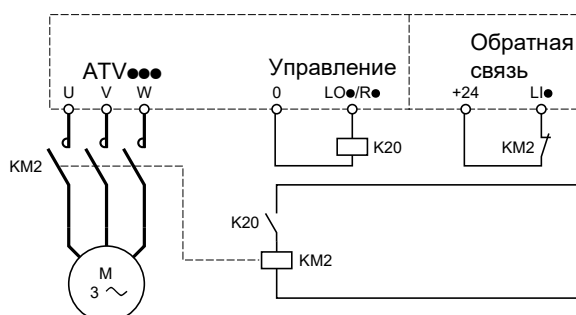 ATV●●●
Управление
Обратная
связь
U V W
0 LO●/R●
+24 LI●
KM2
K20
KM2
K20
KM2
M
3